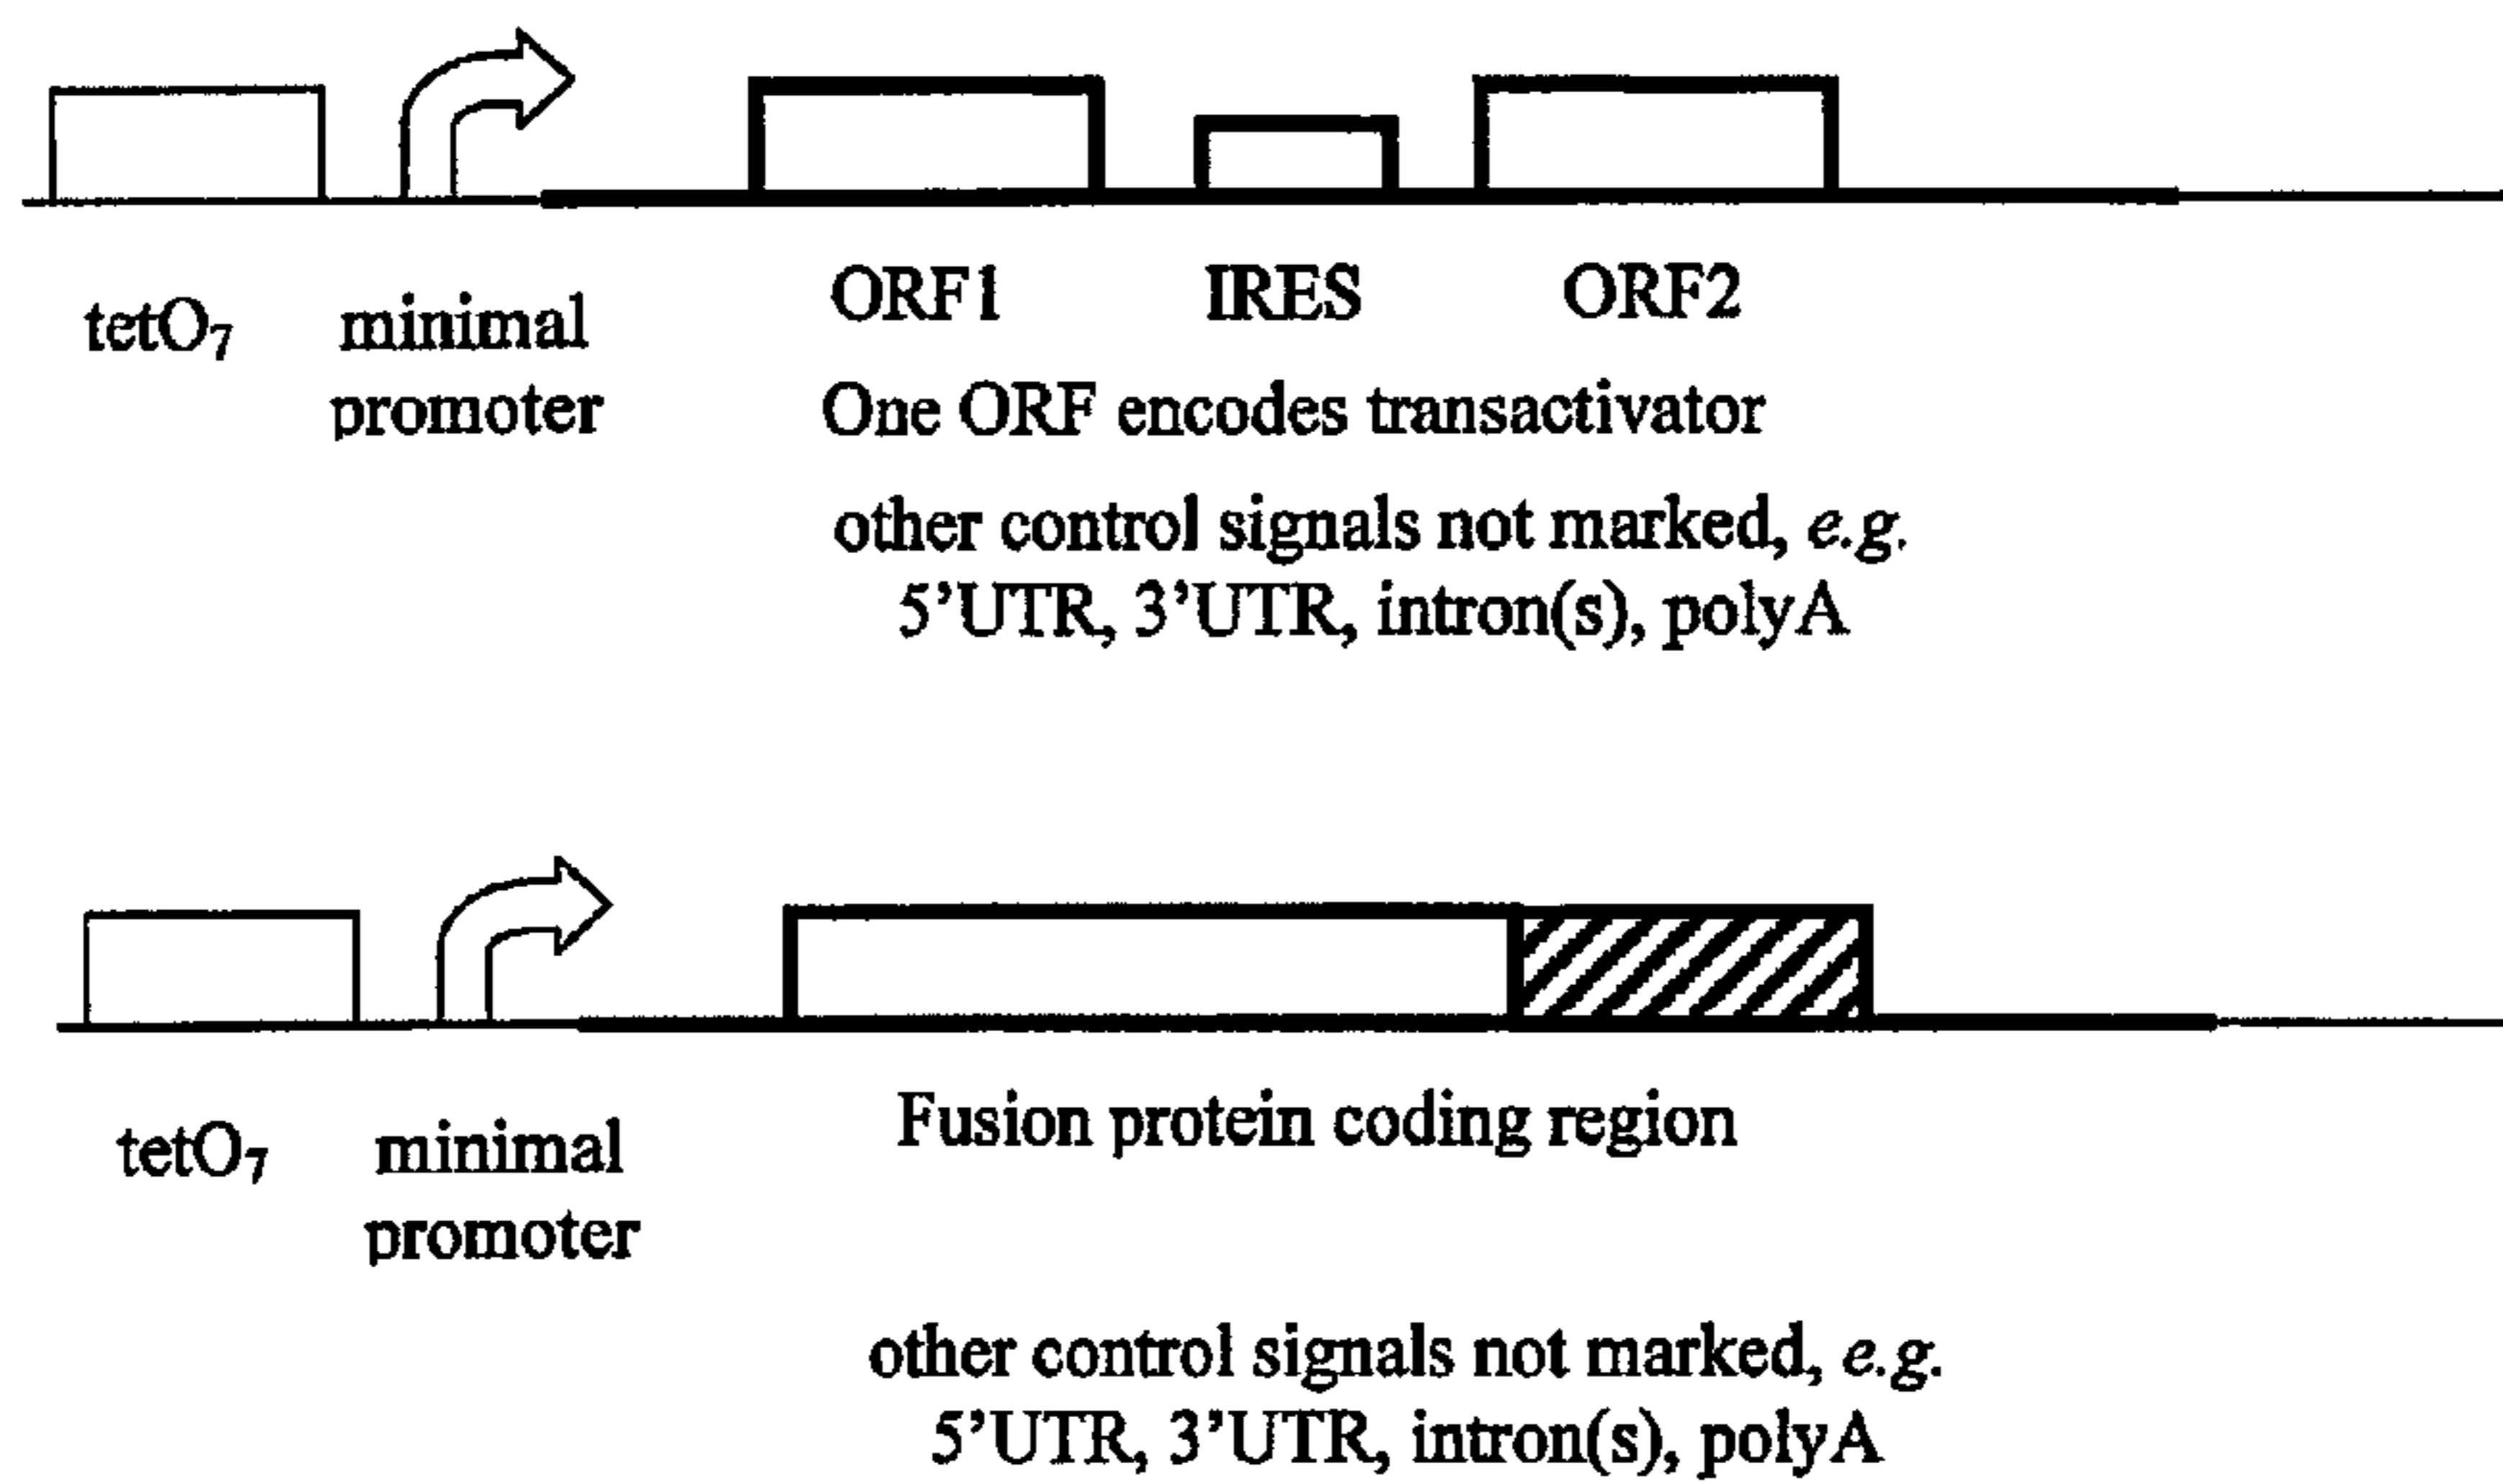 ORF1 IRES ORF2
tetO₇ minimal
promoter
One ORF encodes transactivator
other control signals not marked, e.g.
5’UTR, 3’UTR, intron(s), polyA
Fusion protein coding region
tetO₇ minimal
promoter
other control signals not marked, e.g.
5’UTR, 3’UTR, intron(s), polyA